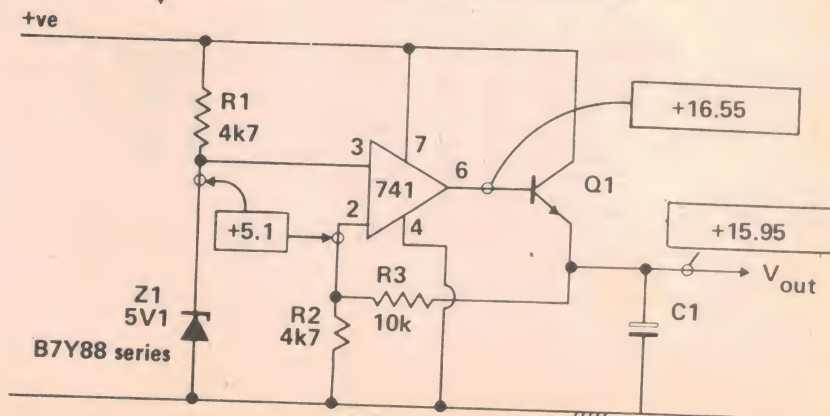 +ve
R1
4k7
3
7
741
6
2
4
+5.1
+16.55
Q1
+15.95
Vout
C1
R3
10k
R2
4k7
Z1
5V1
B7Y88 series